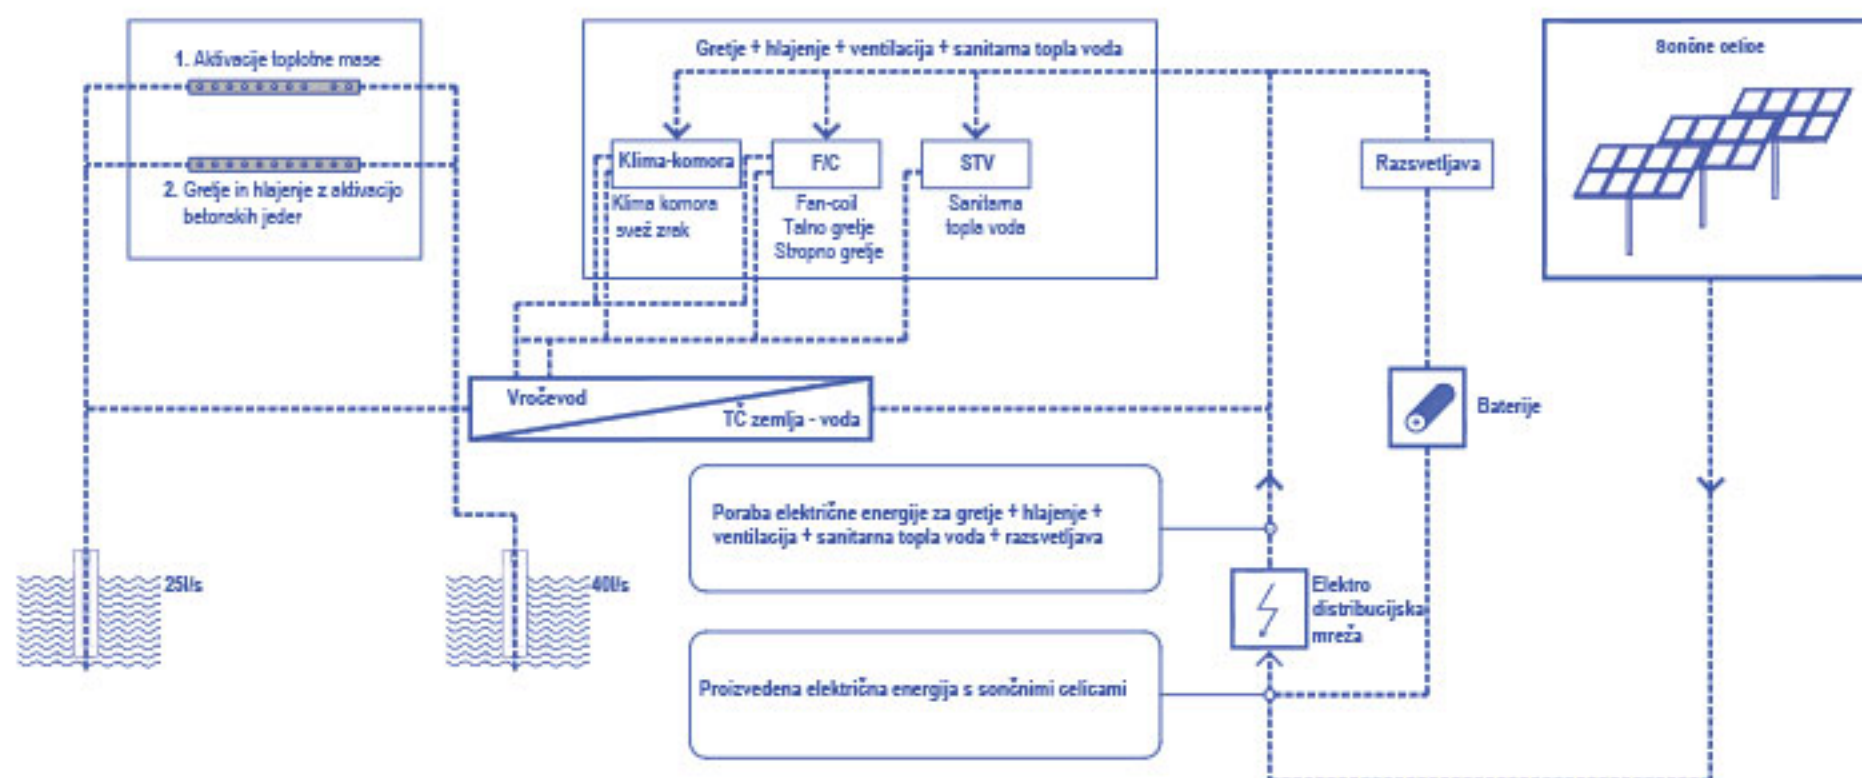 1. Aktivacije toplotne mase
2. Gretje in hlajenje z aktivacijo
betonskih jeder
Gretje + hlajenje + ventilacija + sanitarna topla voda
Klima-komora
Klima komora
svež zrak
F/C
Fan-coil
Talno gretje
Stropno gretje
STV
Sanitarna
topla voda
Razsvetljava
Sončne celice
Vročevod
TČ zemlja - voda
Baterije
Poraba električne energije za gretje + hlajenje +
ventilacija + sanitarna topla voda + razsvetljava
25l/s
40l/s
Elektro
distribucijska
mreža
Proizvedena električna energija s sončnimi celicami